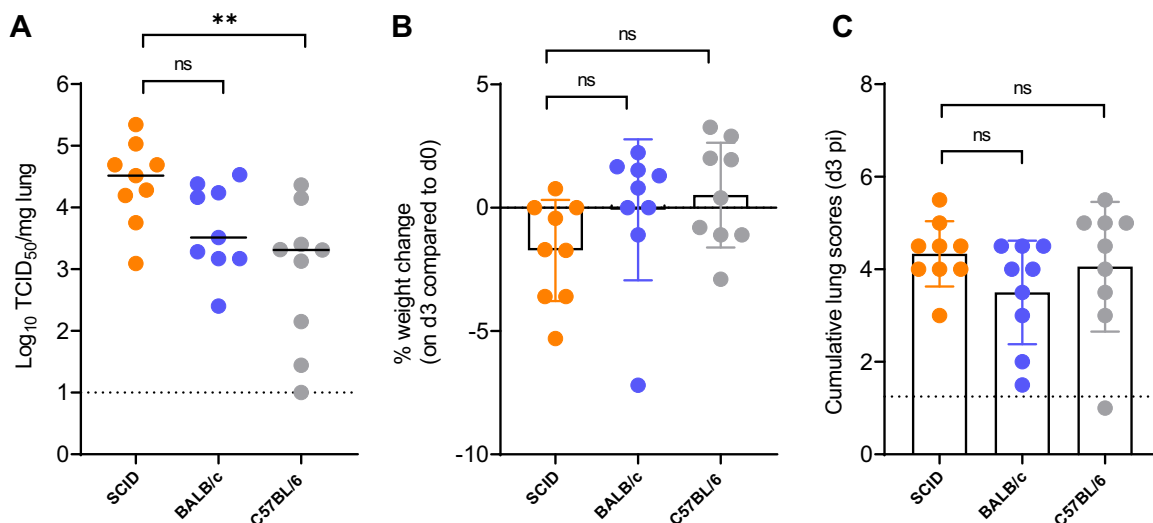 A
**
ns
Log10 TCID50/mg lung
6
5
4
3
2
1
0
SCID
BALB/c
C57BL/6
B
ns
ns
% weight change
(on d3 compared to d0)
5
0
-5
-10
SCID
BALB/c
C57BL/6
C
ns
ns
Cumulative lung scores (d3 pi)
8
6
4
2
0
SCID
BALB/c
C57BL/6